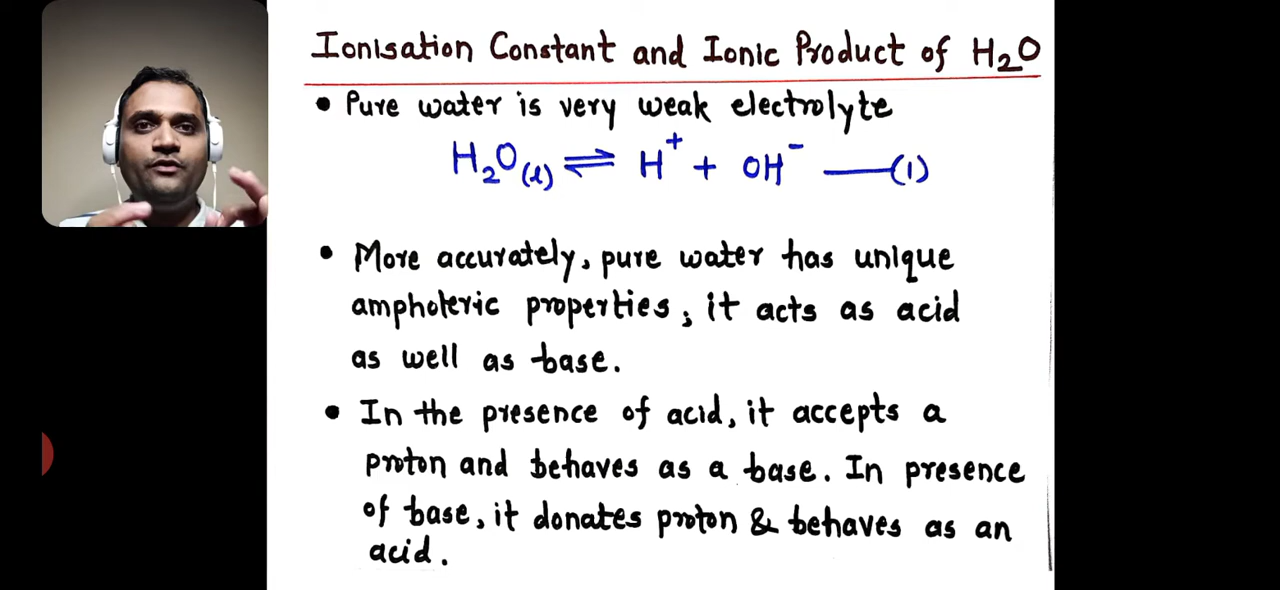 Ionisation Constant and Ionic Product of H₂O
• Pure water is very weak electrolyte
H₂O(l) ⇌ H⁺ + OH⁻ ——(1)
• More accurately, pure water has unique
amphoteric properties, it acts as acid
as well as base.
• In the presence of acid, it accepts a
proton and behaves as a base. In presence
of base, it donates proton & behaves as an
acid.